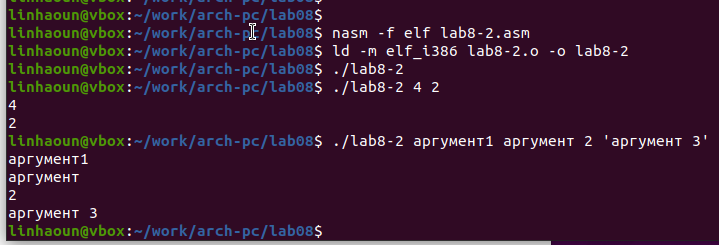 linhaoun@vbox:~/work/arch-pc/lab08$
linhaoun@vbox:~/work/arch-pc/lab08$ nasm -f elf lab8-2.asm
linhaoun@vbox:~/work/arch-pc/lab08$ ld -m elf_i386 lab8-2.o -o lab8-2
linhaoun@vbox:~/work/arch-pc/lab08$ ./lab8-2
linhaoun@vbox:~/work/arch-pc/lab08$ ./lab8-2 4 2
4
2
linhaoun@vbox:~/work/arch-pc/lab08$ ./lab8-2 аргумент1 аргумент 2 'аргумент 3'
аргумент1
аргумент
2
аргумент 3
linhaoun@vbox:~/work/arch-pc/lab08$